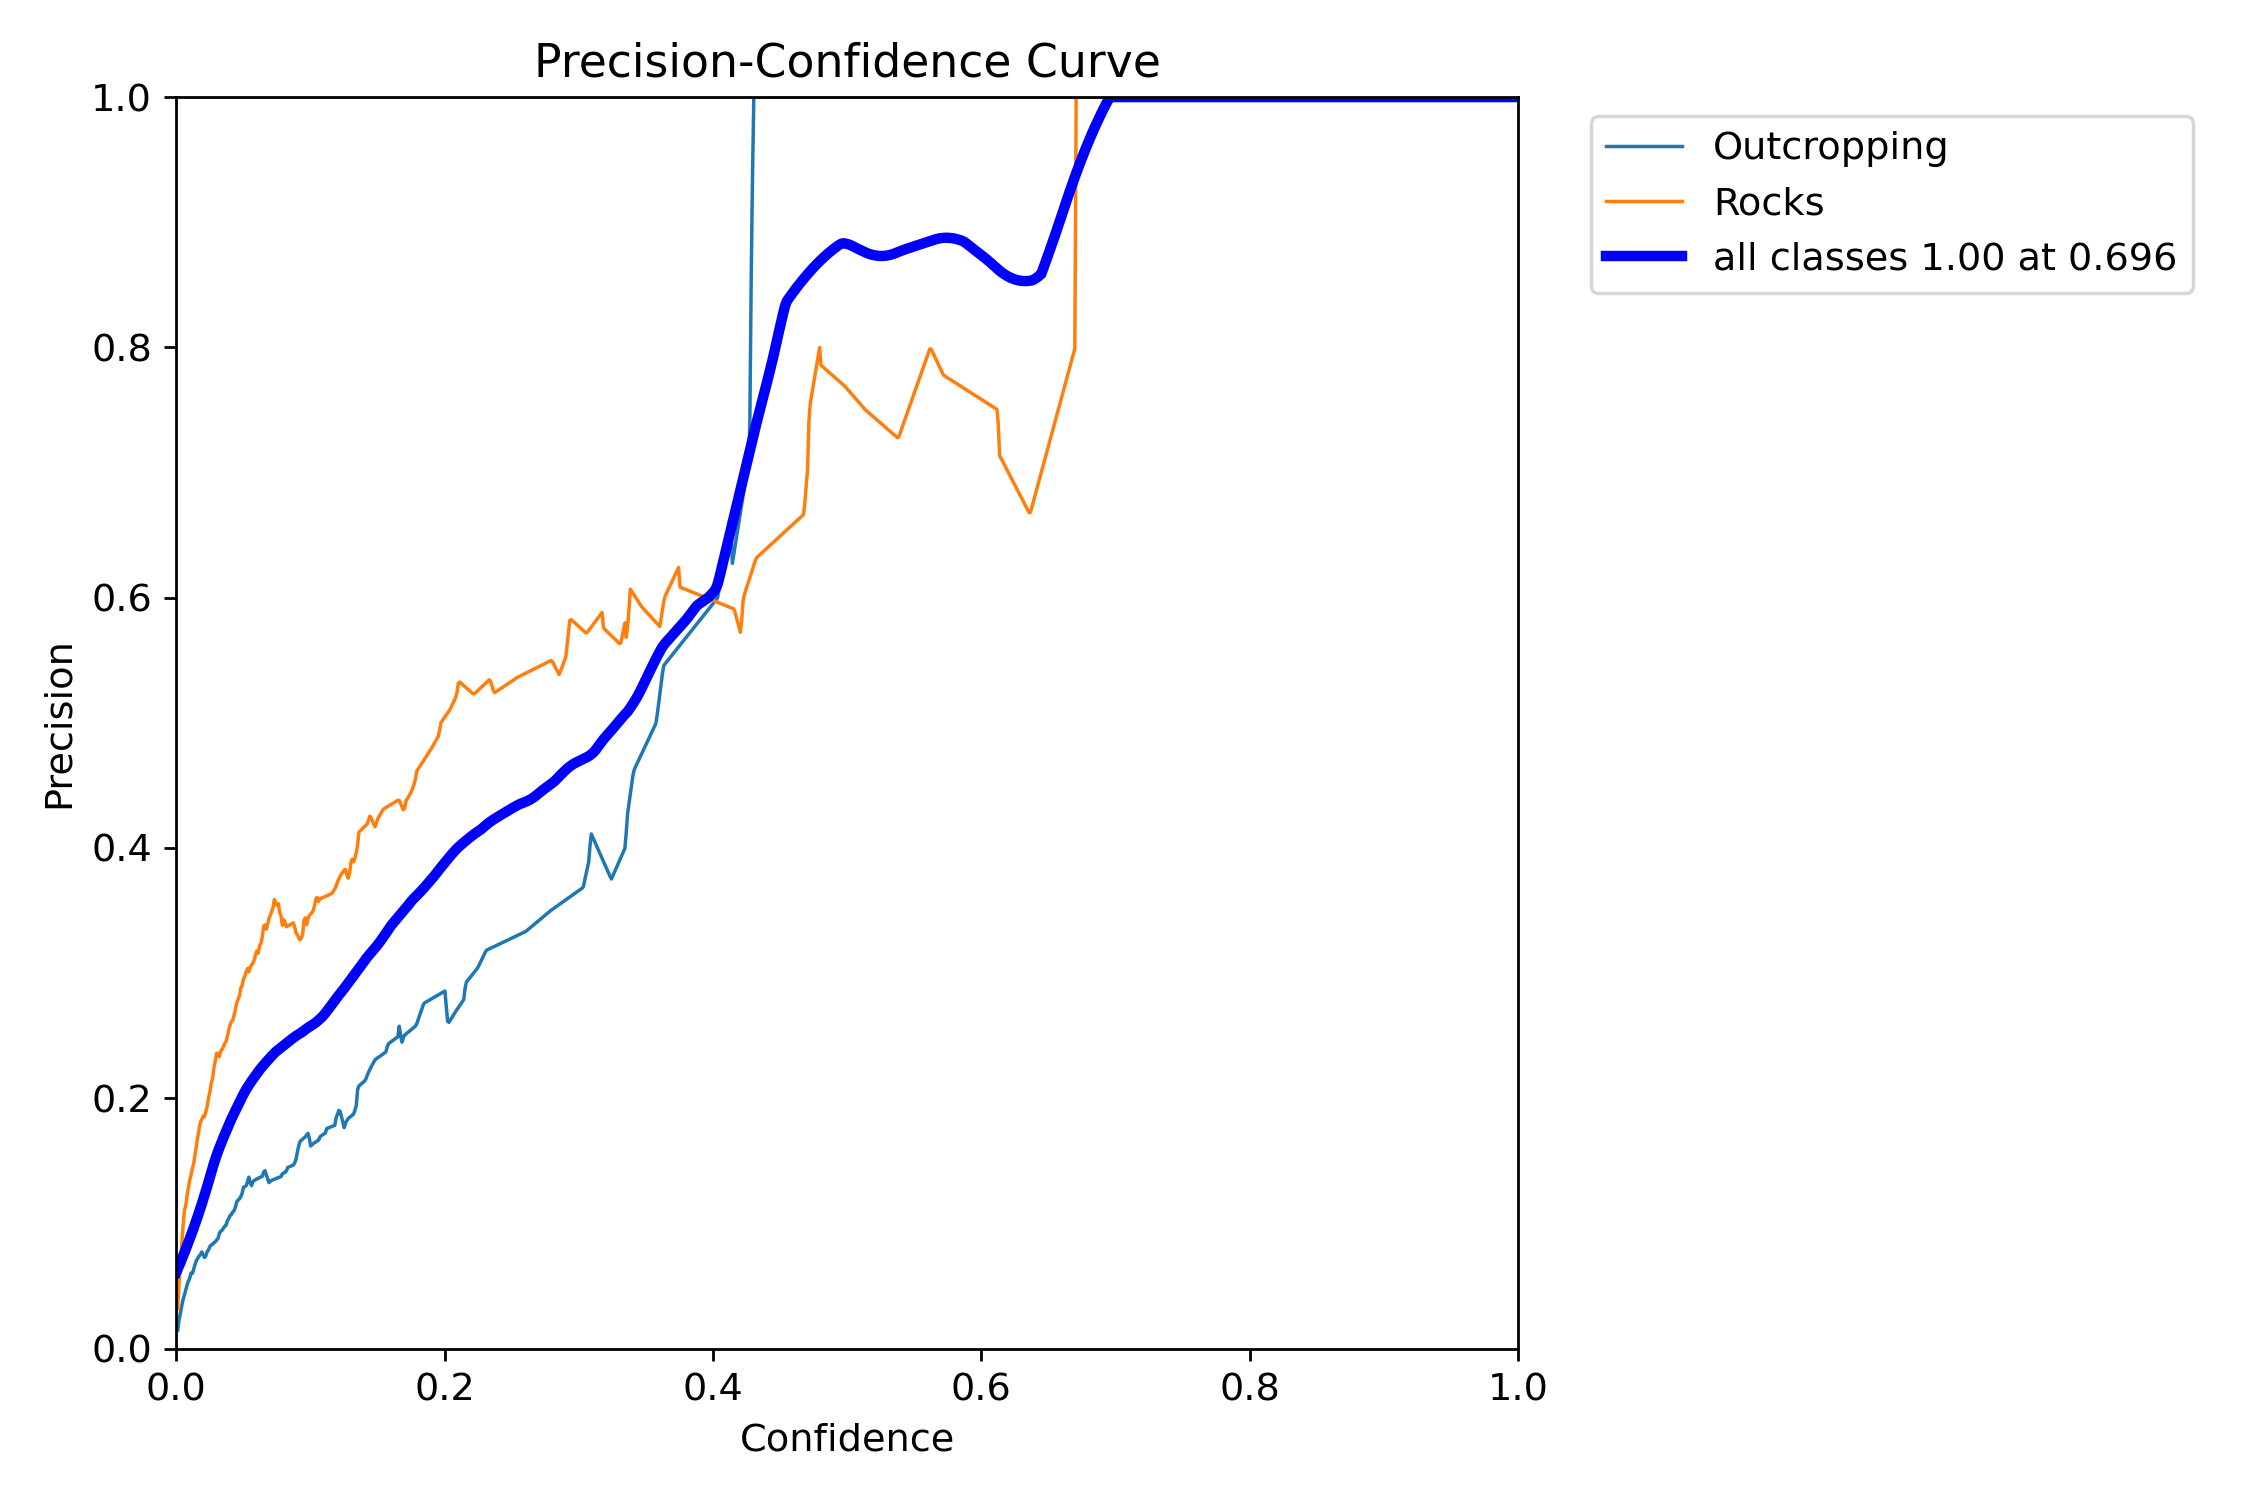 Precision-Confidence Curve
1.0
0.8
0.6
0.4
0.2
0.0
Precision
0.0 0.2 0.4 0.6 0.8 1.0
Confidence
Outcropping
Rocks
all classes 1.00 at 0.696